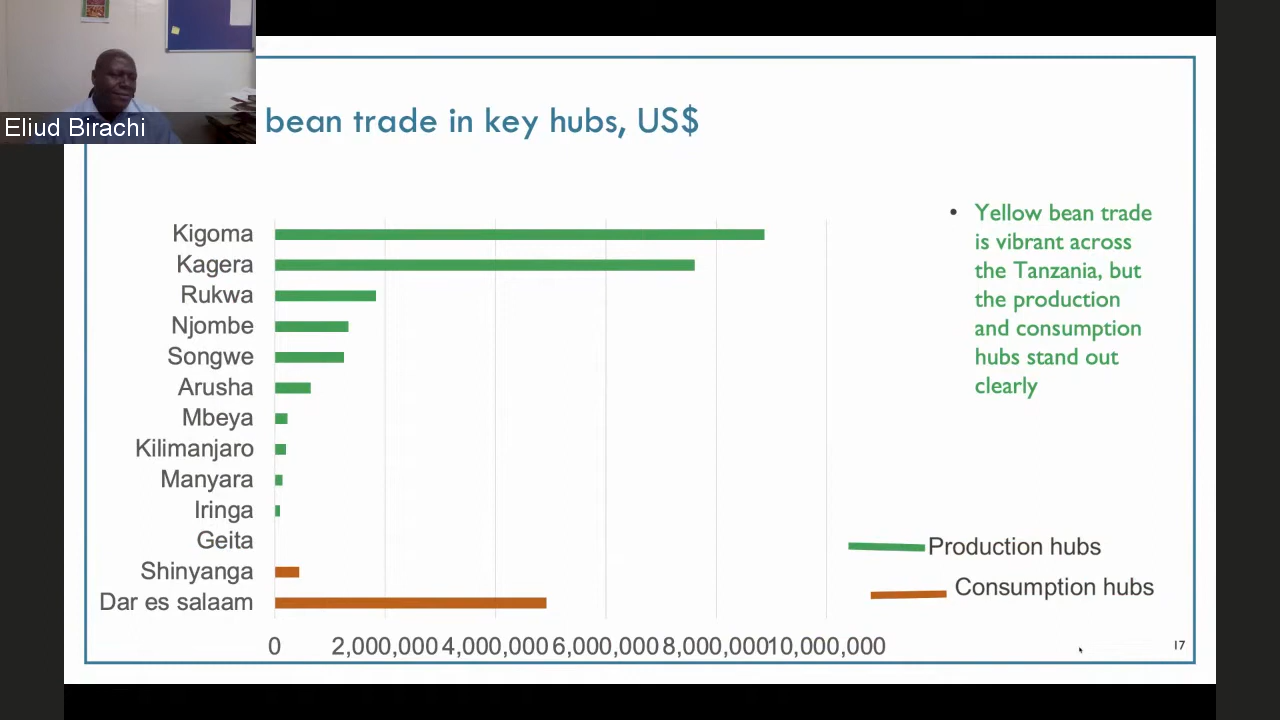 Eliud Birachi
bean trade in key hubs, US$
Kigoma
Kagera
Rukwa
Njombe
Songwe
Arusha
Mbeya
Kilimanjaro
Manyara
Iringa
Geita
Shinyanga
Dar es salaam
0 2,000,000 4,000,000 6,000,000 8,000,000 10,000,000
• Yellow bean trade
is vibrant across
the Tanzania, but
the production
and consumption
hubs stand out
clearly
Production hubs
Consumption hubs
17